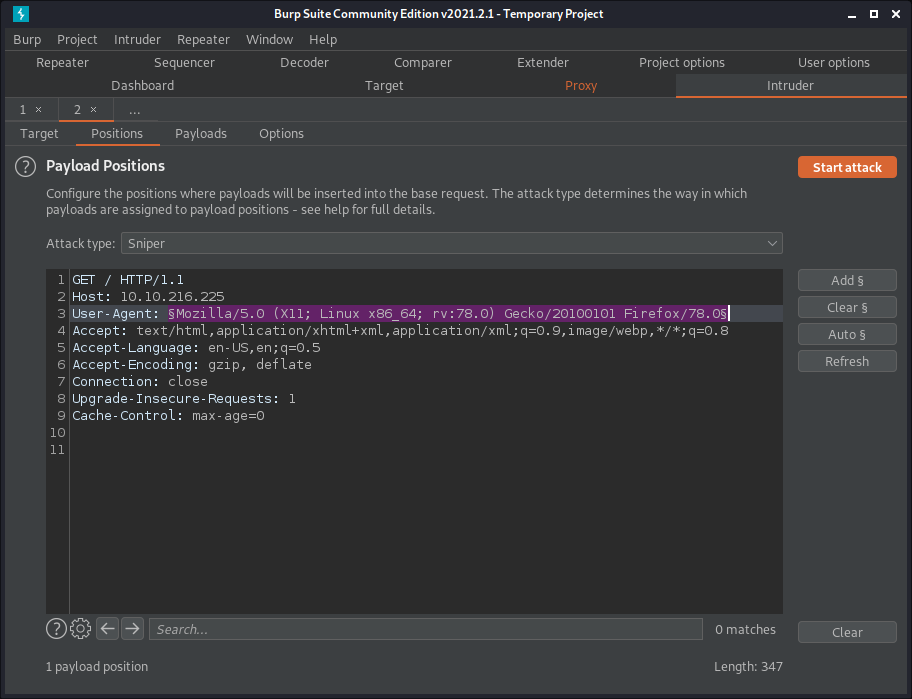 Burp Suite Community Edition v2021.2.1 - Temporary Project
Burp Project Intruder Repeater Window Help
Repeater Sequencer Decoder Comparer Extender Project options User options
Dashboard Target Proxy Intruder
1 × 2 × ...
Target Positions Payloads Options
? Payload Positions
Start attack
Configure the positions where payloads will be inserted into the base request. The attack type determines the way in which
payloads are assigned to payload positions - see help for full details.
Attack type: Sniper
1 GET / HTTP/1.1
2 Host: 10.10.216.225
3 User-Agent: §Mozilla/5.0 (X11; Linux x86_64; rv:78.0) Gecko/20100101 Firefox/78.0§
4 Accept: text/html,application/xhtml+xml,application/xml;q=0.9,image/webp,*/*;q=0.8
5 Accept-Language: en-US,en;q=0.5
6 Accept-Encoding: gzip, deflate
7 Connection: close
8 Upgrade-Insecure-Requests: 1
9 Cache-Control: max-age=0
10
11
Add §
Clear §
Auto §
Refresh
? Search... 0 matches
Clear
1 payload position Length: 347